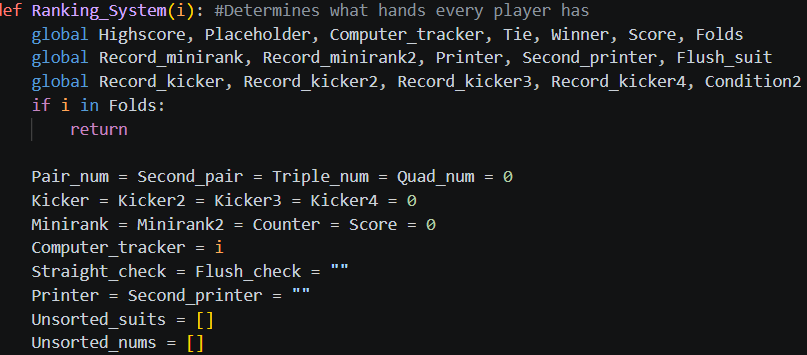 def Ranking_System(i): #Determines what hands every player has
    global Highscore, Placeholder, Computer_tracker, Tie, Winner, Score, Folds
    global Record_minirank, Record_minirank2, Printer, Second_printer, Flush_suit
    global Record_kicker, Record_kicker2, Record_kicker3, Record_kicker4, Condition2
    if i in Folds:
        return

    Pair_num = Second_pair = Triple_num = Quad_num = 0
    Kicker = Kicker2 = Kicker3 = Kicker4 = 0
    Minirank = Minirank2 = Counter = Score = 0
    Computer_tracker = i
    Straight_check = Flush_check = ""
    Printer = Second_printer = ""
    Unsorted_suits = []
    Unsorted_nums = []